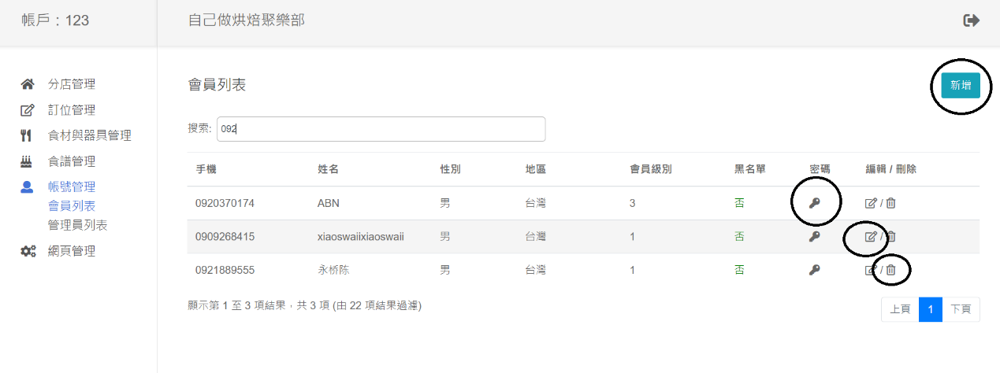 帳戶：123
自己做烘焙聚樂部
分店管理
訂位管理
食材與器具管理
食譜管理
帳號管理
會員列表
管理員列表
網頁管理
會員列表
新增
搜索: 092
手機 姓名 性別 地區 會員級別 黑名單 密碼 編輯 / 刪除
0920370174 ABN 男 台灣 3 否 /
0909268415 xiaoswaiixiaoswaii 男 台灣 1 否 /
0921889555 永桥陈 男 台灣 1 否 /
顯示第 1 至 3 項結果，共 3 項 (由 22 項結果過濾)
上頁 1 下頁